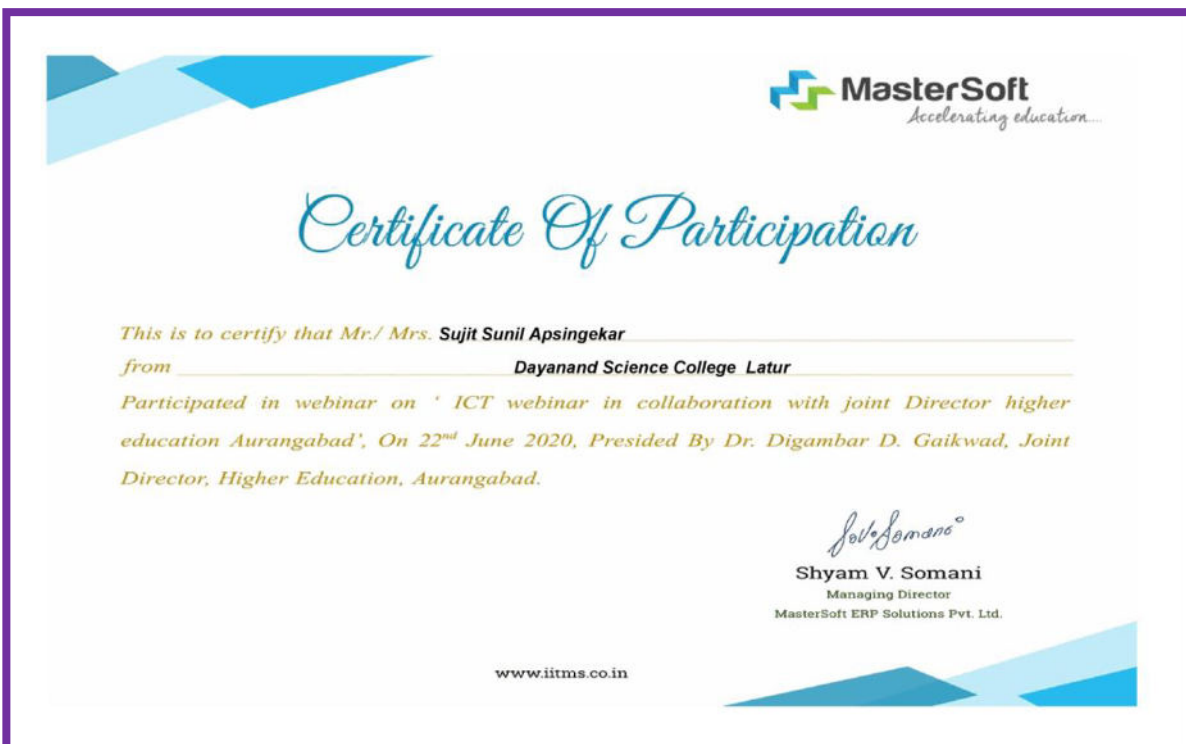 MasterSoft
Accelerating education....
Certificate Of Participation
This is to certify that Mr./ Mrs. Sujit Sunil Apsingekar
from Dayanand Science College Latur
Participated in webinar on ‘ ICT webinar in collaboration with joint Director higher
education Aurangabad’, On 22nd June 2020, Presided By Dr. Digambar D. Gaikwad, Joint
Director, Higher Education, Aurangabad.
Shyam V. Somani
Managing Director
MasterSoft ERP Solutions Pvt. Ltd.
www.iitms.co.in